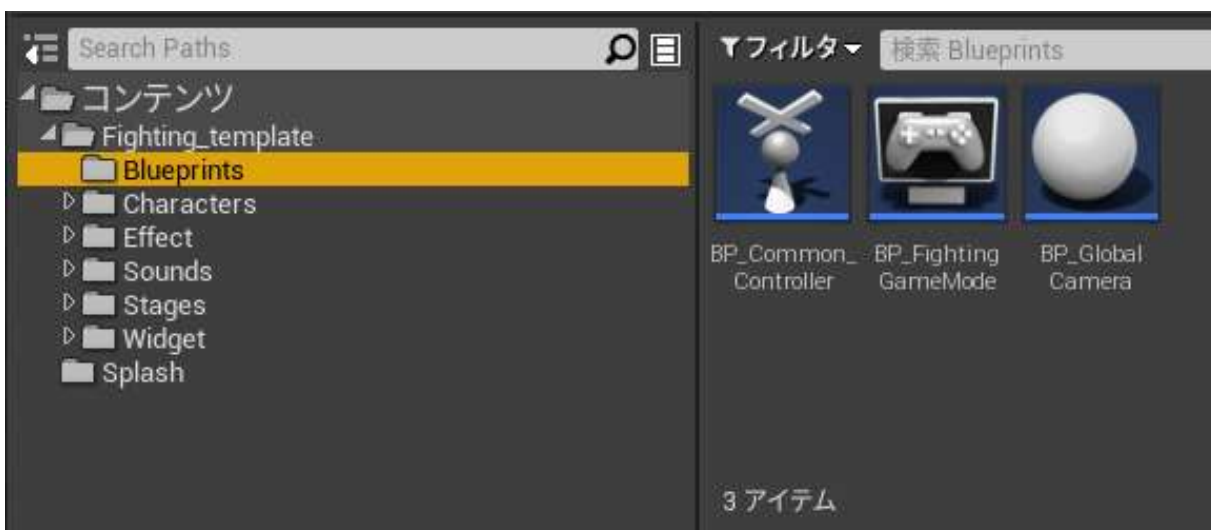 Search Paths
コンテンツ
Fighting_template
Blueprints
Characters
Effect
Sounds
Stages
Widget
Splash
フィルタ
検索 Blueprints
BP_Common_
Controller
BP_Fighting
GameMode
BP_Global
Camera
3 アイテム